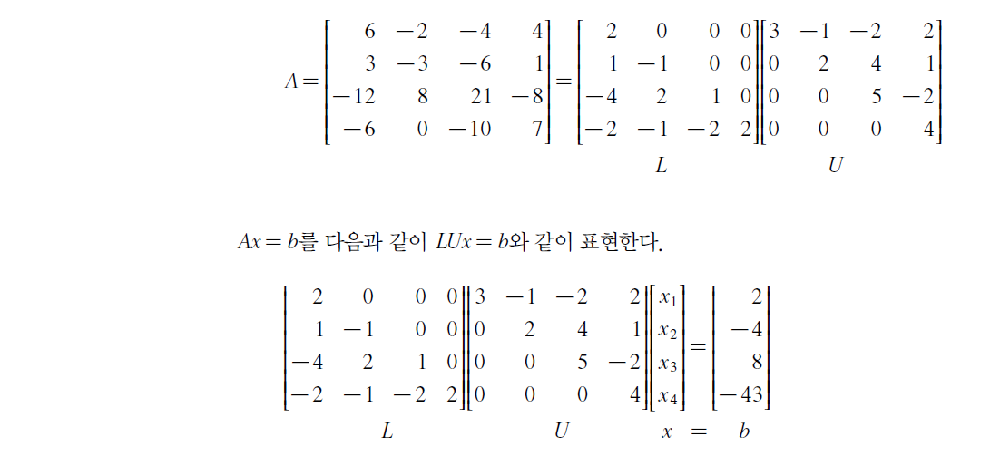 6 −2 −4 4 2 0 0 0 3 −1 −2 2
3 −3 −6 1 1 −1 0 0 0 2 4 1
A = = 
−12 8 21 −8 −4 2 1 0 0 0 5 −2
−6 0 −10 7 −2 −1 −2 2 0 0 0 4
L U
Ax = b를 다음과 같이 LUx = b와 같이 표현한다.
2 0 0 0 3 −1 −2 2 x1 2
1 −1 0 0 0 2 4 1 x2 −4
=
−4 2 1 0 0 0 5 −2 x3 8
−2 −1 −2 2 0 0 0 4 x4 −43
L U x = b